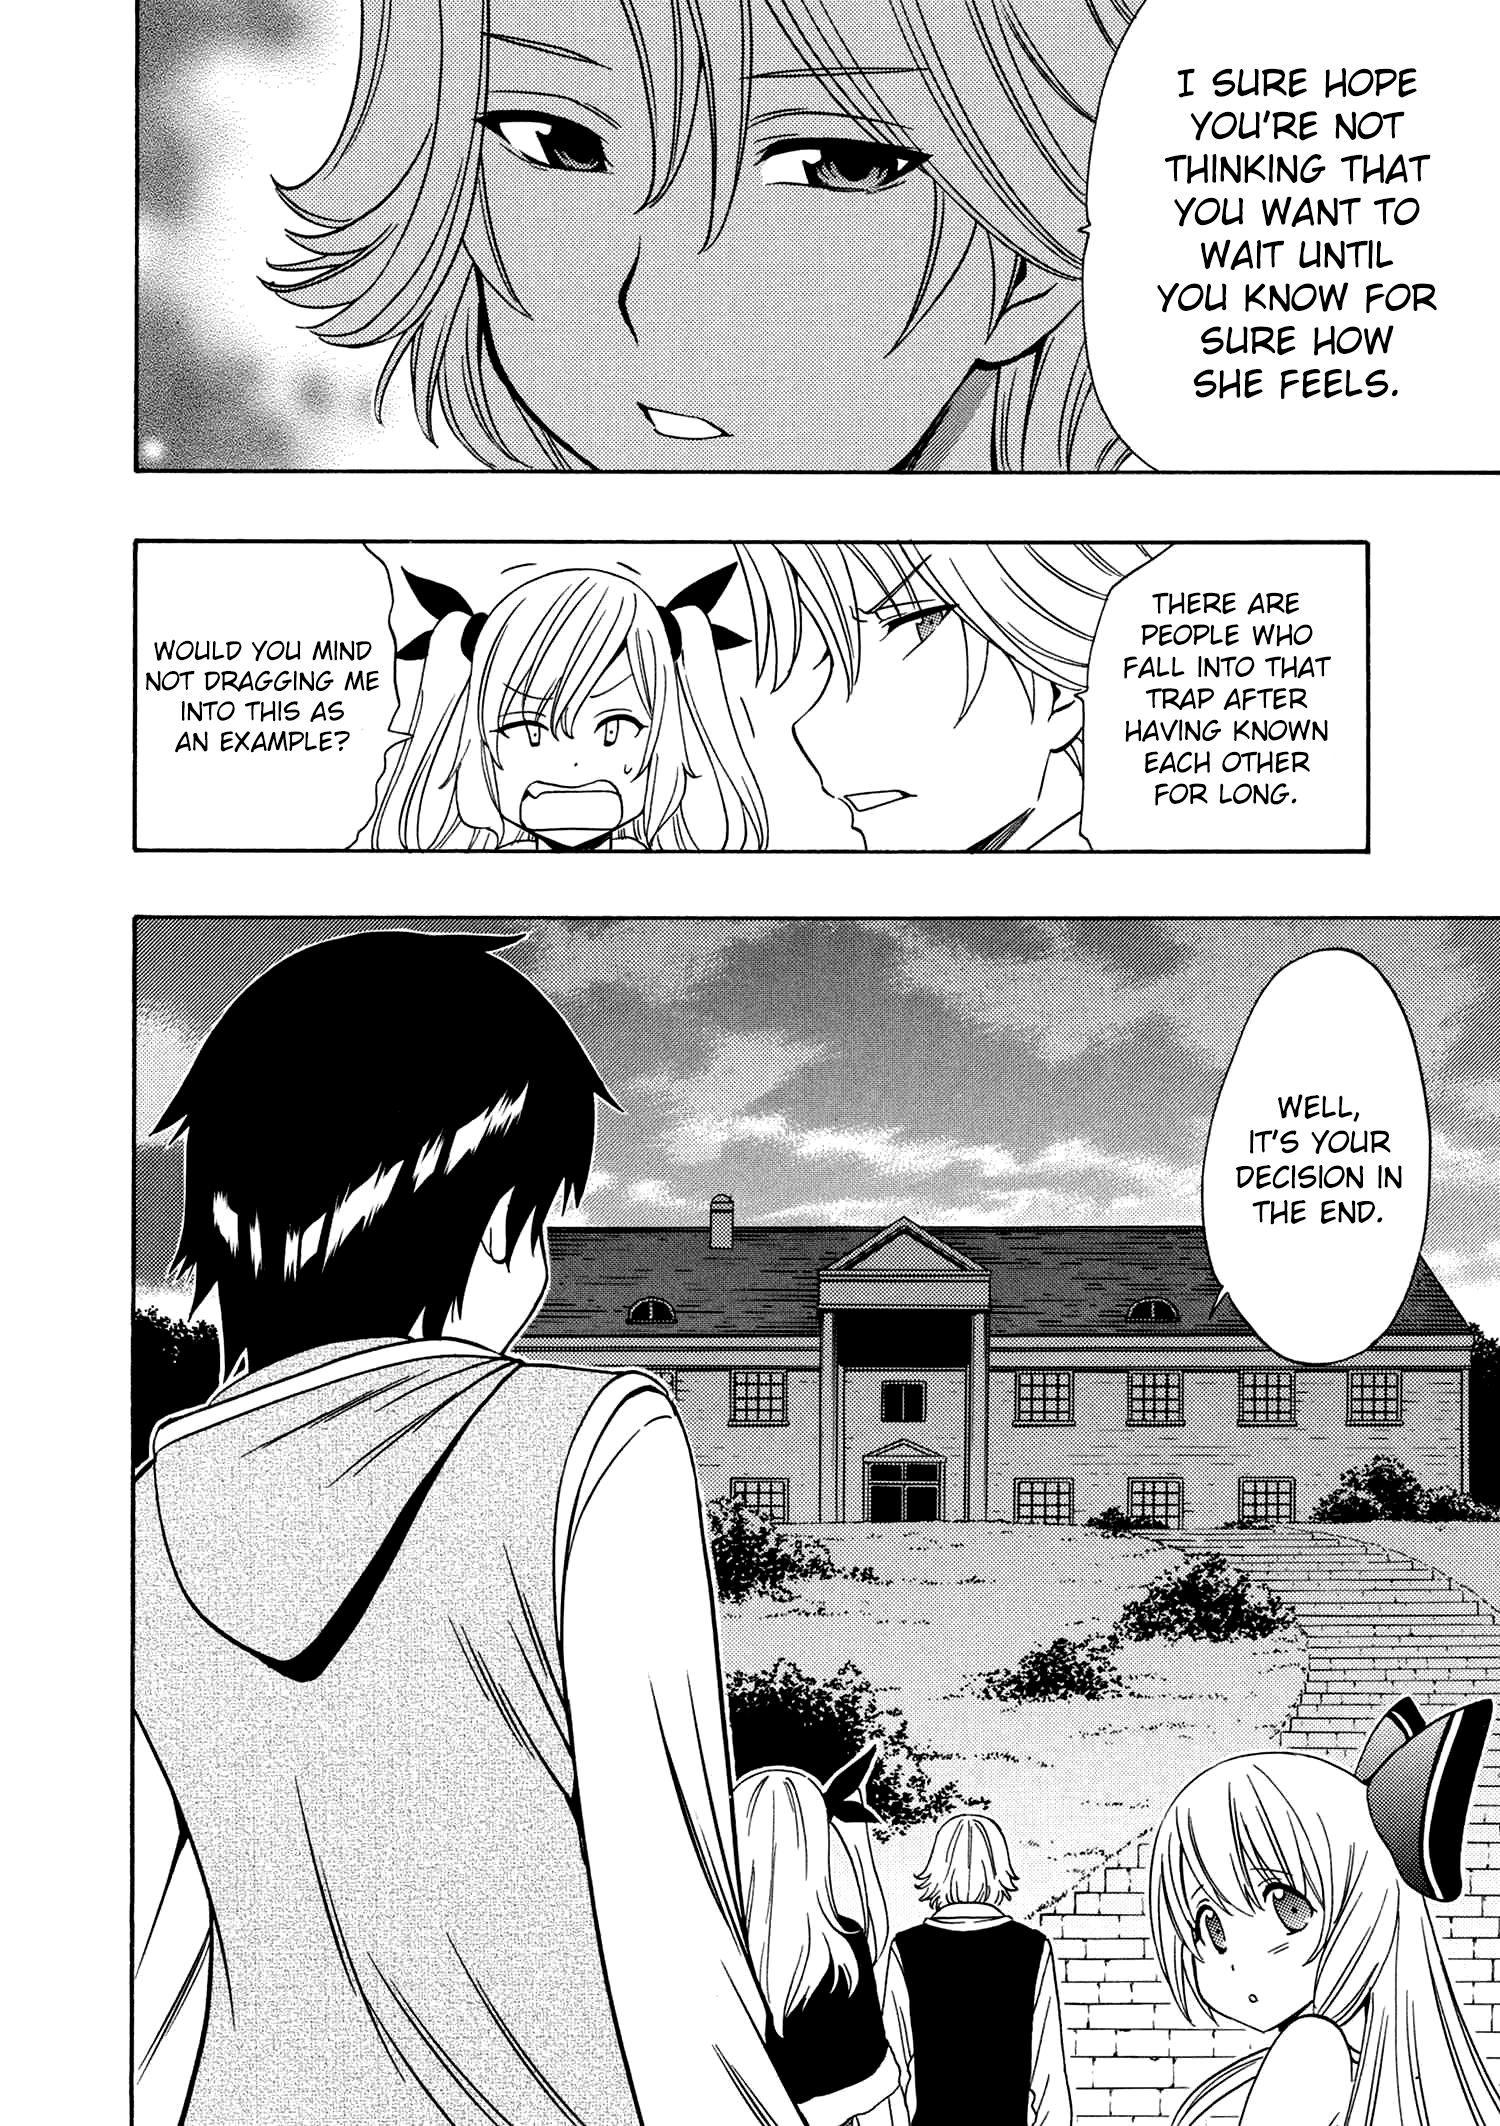 I SURE HOPE
YOU'RE NOT
THINKING THAT
YOU WANT TO
WAIT UNTIL
YOU KNOW FOR
SURE HOW
SHE FEELS.
THERE ARE
PEOPLE WHO
FALL INTO THAT
TRAP AFTER
HAVING KNOWN
EACH OTHER
FOR LONG.
WOULD YOU MIND
NOT DRAGGING ME
INTO THIS AS
AN EXAMPLE?
WELL,
IT'S YOUR
DECISION IN
THE END.